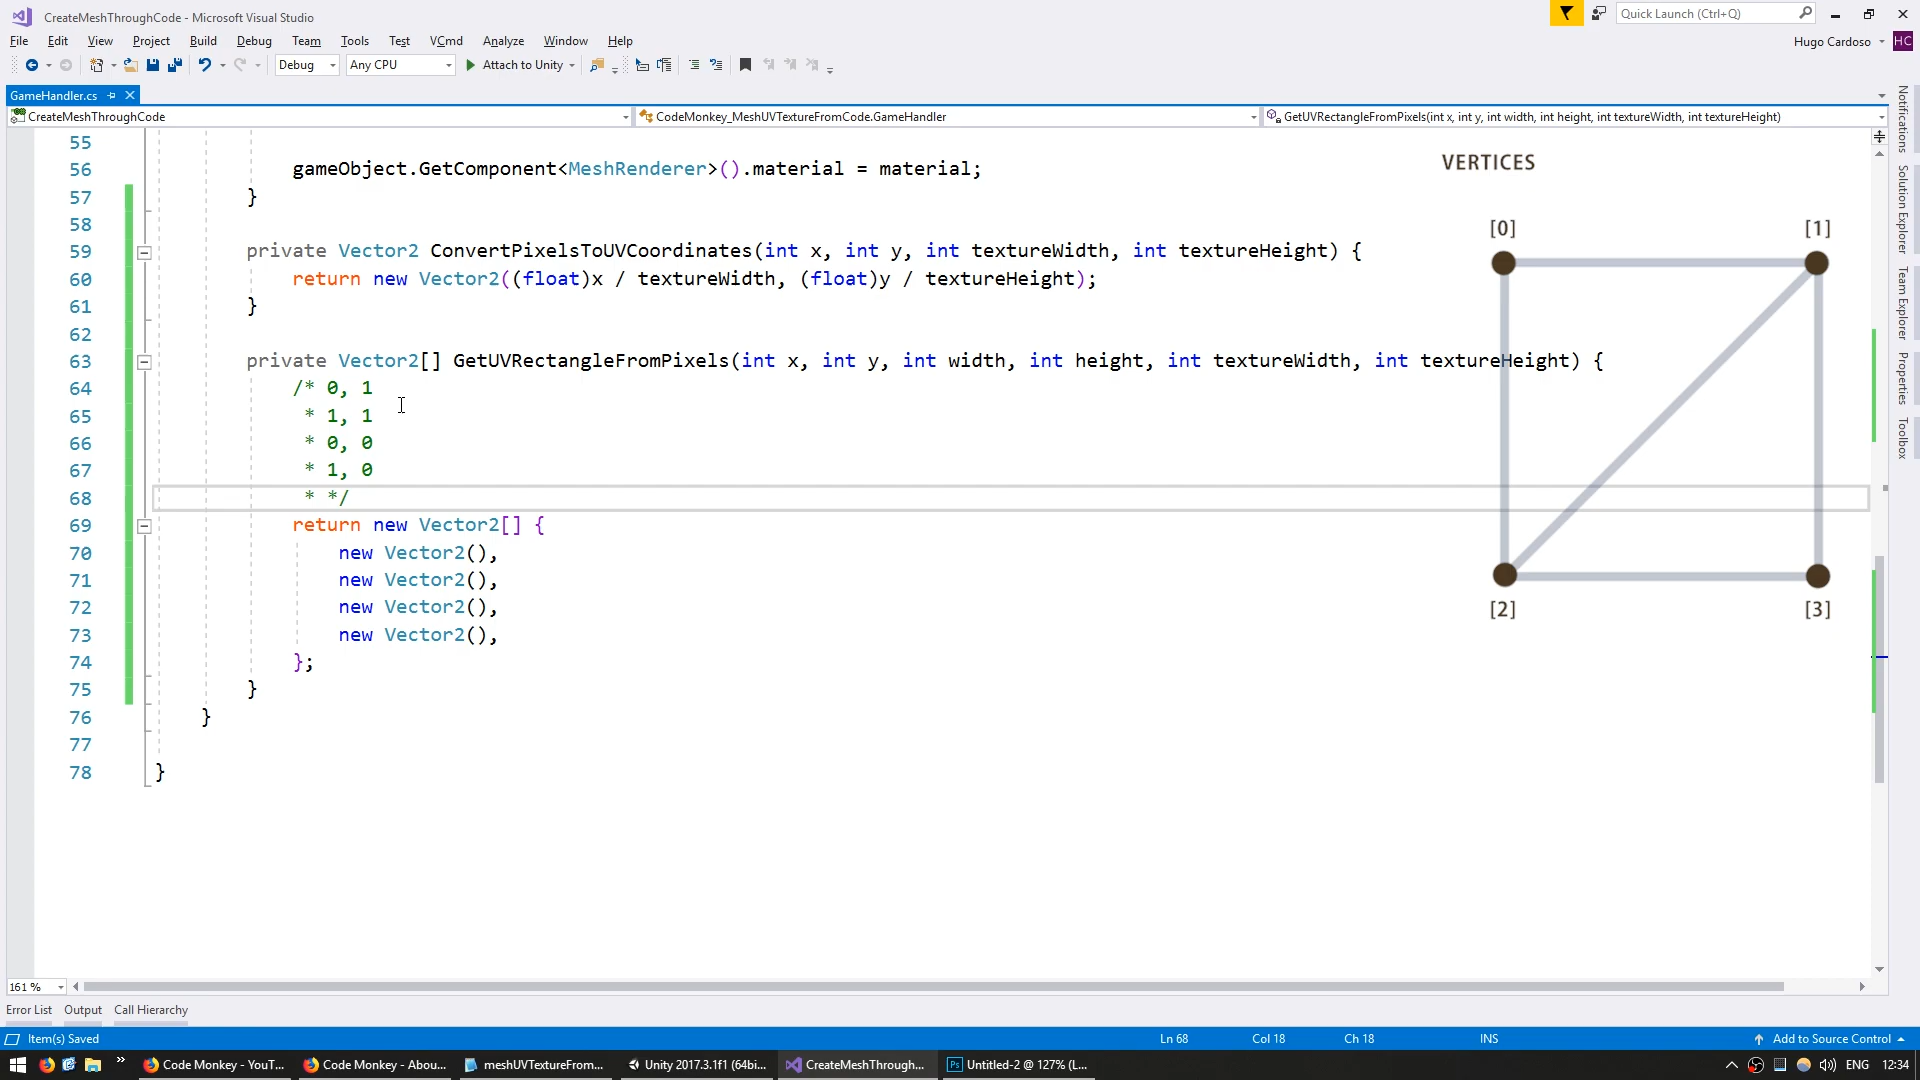 CreateMeshThroughCode - Microsoft Visual Studio
Quick Launch (Ctrl+Q)
File Edit View Project Build Debug Team Tools Test VCmd Analyze Window Help
Hugo Cardoso HC
Debug Any CPU Attach to Unity
GameHandler.cs
CreateMeshThroughCode CodeMonkey_MeshUVTextureFromCode.GameHandler GetUVRectangleFromPixels(int x, int y, int width, int height, int textureWidth, int textureHeight)
55
56 gameObject.GetComponent<MeshRenderer>().material = material;
57 }
58
59 private Vector2 ConvertPixelsToUVCoordinates(int x, int y, int textureWidth, int textureHeight) {
60 return new Vector2((float)x / textureWidth, (float)y / textureHeight);
61 }
62
63 private Vector2[] GetUVRectangleFromPixels(int x, int y, int width, int height, int textureWidth, int textureHeight) {
64 /* 0, 1
65 * 1, 1
66 * 0, 0
67 * 1, 0
68 * */
69 return new Vector2[] {
70 new Vector2(),
71 new Vector2(),
72 new Vector2(),
73 new Vector2(),
74 };
75 }
76 }
77
78 }
VERTICES
[0] [1]
[2] [3]
Notifications
Solution Explorer
Team Explorer
Properties
Toolbox
161 %
Error List Output Call Hierarchy
Item(s) Saved Ln 68 Col 18 Ch 18 INS Add to Source Control
Code Monkey - YouT... Code Monkey - Abou... meshUVTextureFrom... Unity 2017.3.1f1 (64bi... CreateMeshThrough... Ps Untitled-2 @ 127% (L... ENG 12:34